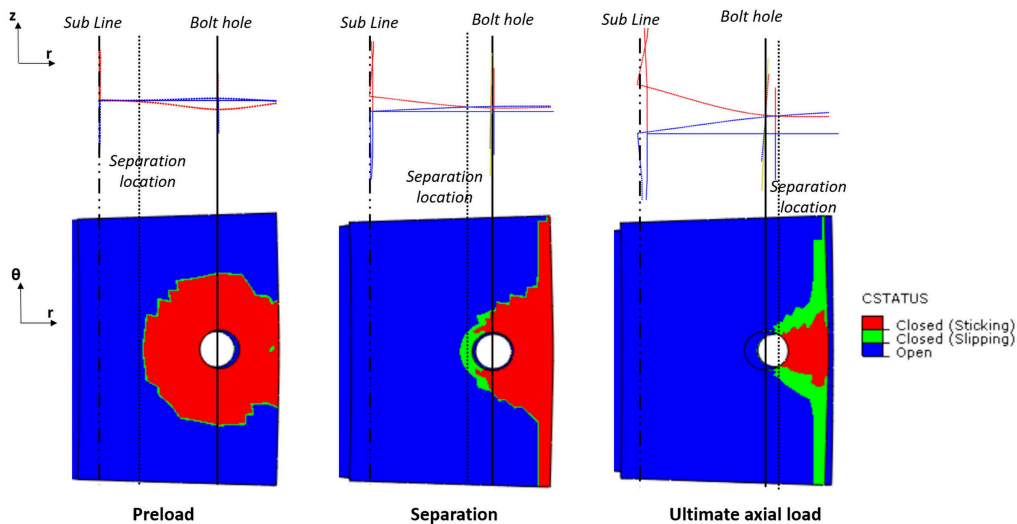 z
r
Sub Line
Bolt hole
Separation
location
Sub Line
Bolt hole
Separation
location
Sub Line
Bolt hole
Separation
location
θ
r
CSTATUS
Closed (Sticking)
Closed (Slipping)
Open
Preload
Separation
Ultimate axial load